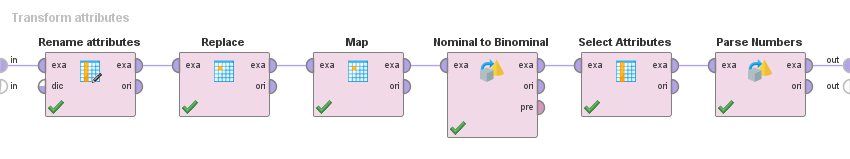 Transform attributes
Rename attributes Replace Map Nominal to Binominal Select Attributes Parse Numbers
in exa exa exa exa exa exa exa exa exa exa exa exa out
in dic ori ori ori ori ori ori out
pre